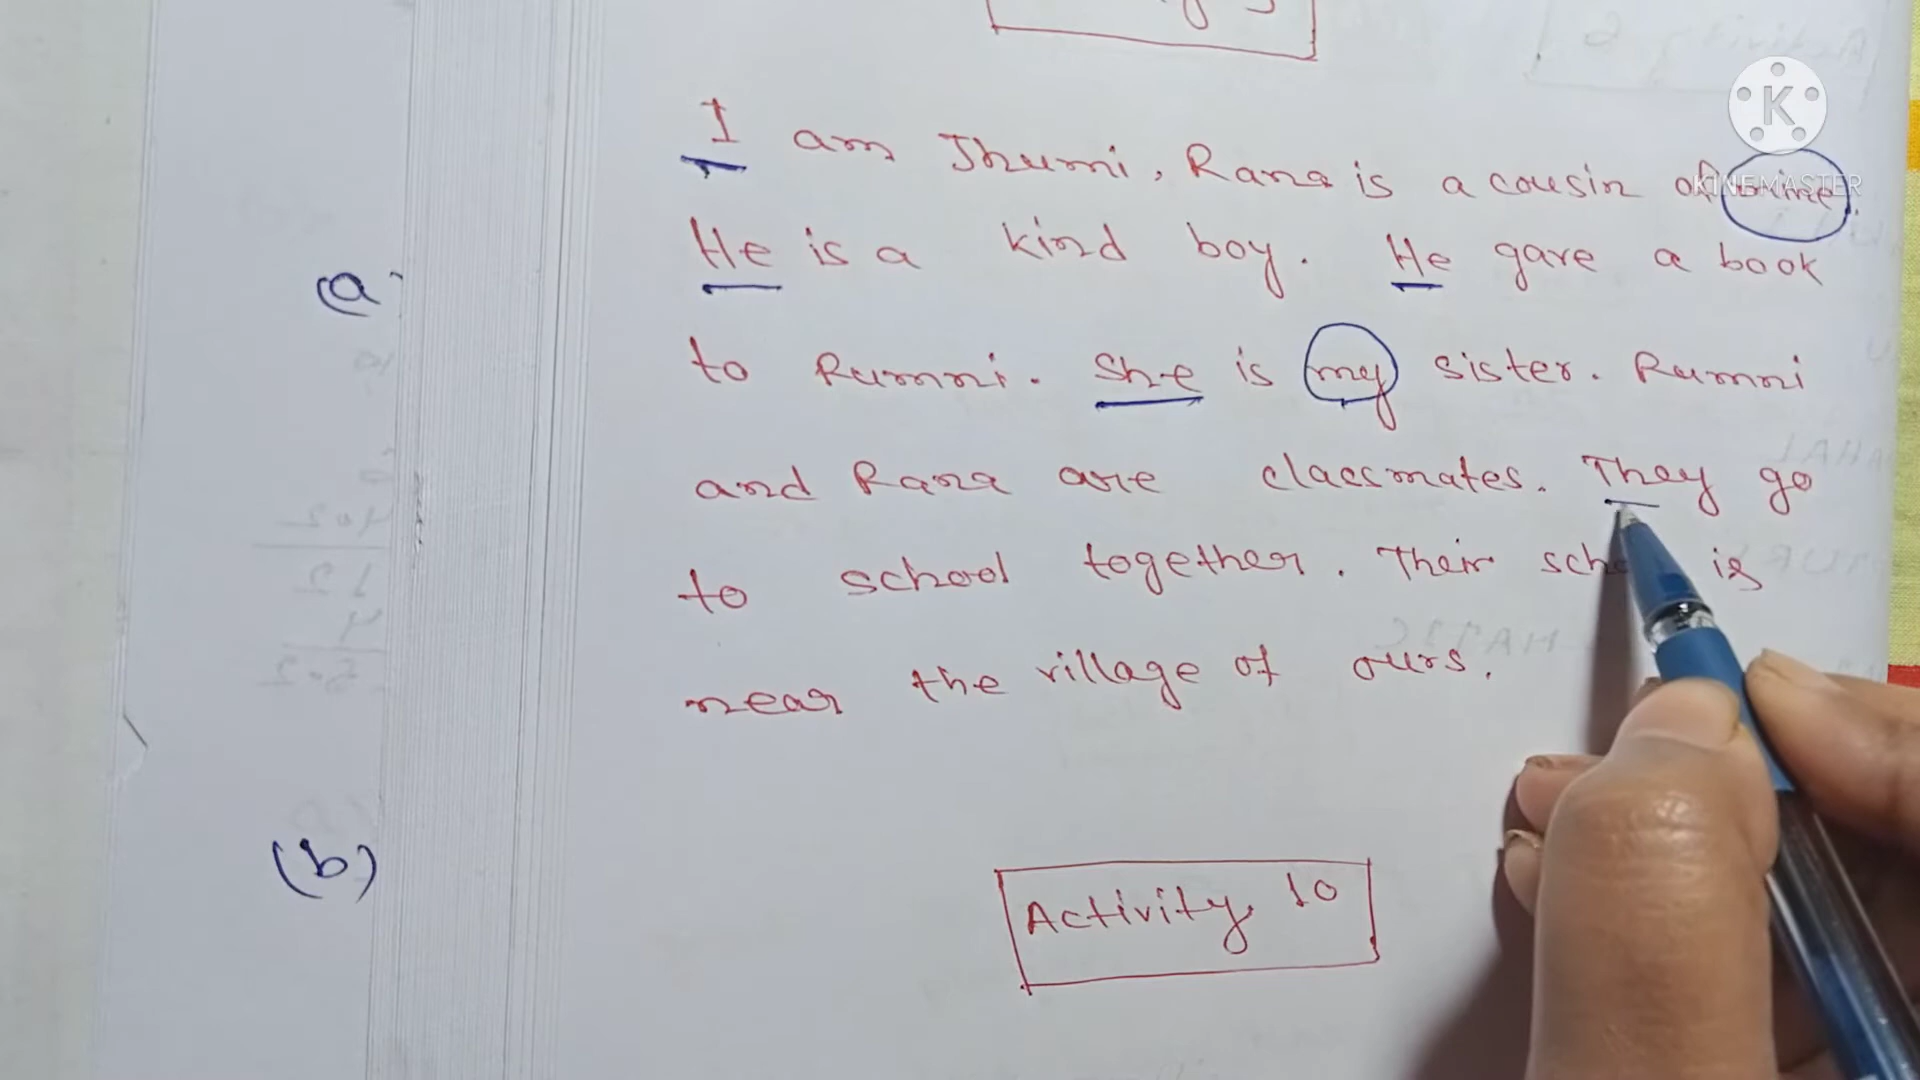 I am Jhumi, Rana is a cousin of mine.
He is a kind boy. He gave a book
to Rumni. She is my sister. Rumni
and Rana are classmates. They go
to school together. Their school is
near the village of ours.
(a)
(b)
Activity 10
K
KINEMASTER